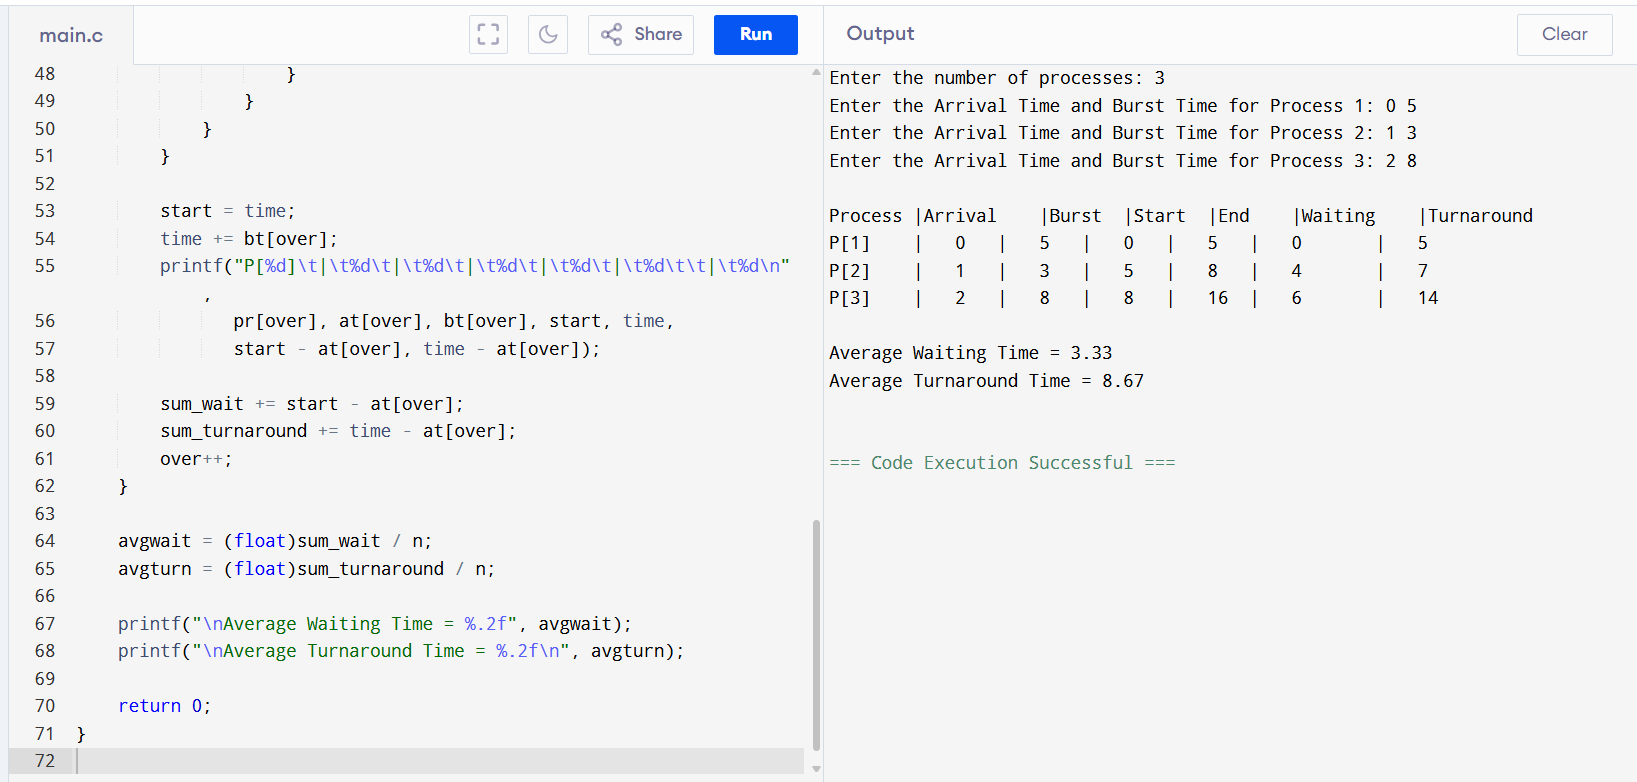 main.c
Share
Run
48 }
49 }
50 }
51 }
52
53 start = time;
54 time += bt[over];
55 printf("P[%d]\t|\t%d\t|\t%d\t|\t%d\t|\t%d\t|\t%d\t\t|\t%d\n"
,
56 pr[over], at[over], bt[over], start, time,
57 start - at[over], time - at[over]);
58
59 sum_wait += start - at[over];
60 sum_turnaround += time - at[over];
61 over++;
62 }
63
64 avgwait = (float)sum_wait / n;
65 avgturn = (float)sum_turnaround / n;
66
67 printf("\nAverage Waiting Time = %.2f", avgwait);
68 printf("\nAverage Turnaround Time = %.2f\n", avgturn);
69
70 return 0;
71 }
72
Output
Clear
Enter the number of processes: 3
Enter the Arrival Time and Burst Time for Process 1: 0 5
Enter the Arrival Time and Burst Time for Process 2: 1 3
Enter the Arrival Time and Burst Time for Process 3: 2 8
Process |Arrival |Burst |Start |End |Waiting |Turnaround
P[1] | 0 | 5 | 0 | 5 | 0 | 5
P[2] | 1 | 3 | 5 | 8 | 4 | 7
P[3] | 2 | 8 | 8 | 16 | 6 | 14
Average Waiting Time = 3.33
Average Turnaround Time = 8.67
=== Code Execution Successful ===